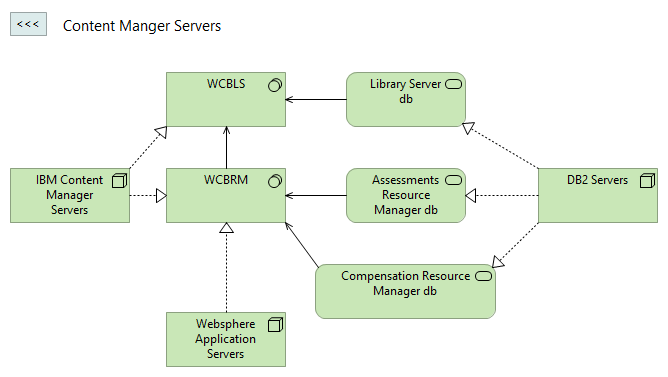 <<< Content Manger Servers
WCBLS
Library Server
db
IBM Content
Manager
Servers
WCBRM
Assessments
Resource
Manager db
DB2 Servers
Compensation Resource
Manager db
Websphere
Application
Servers